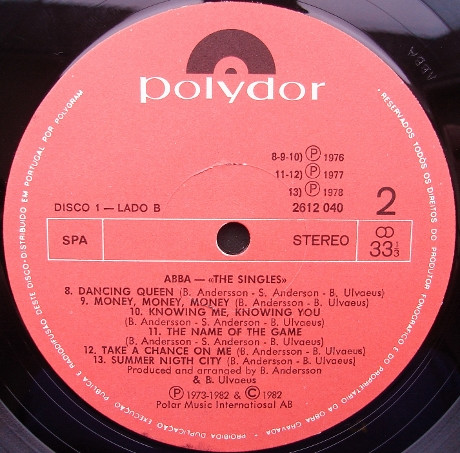 polydor
8-9-10) Ⓟ 1976
11-12) Ⓟ 1977
13) Ⓟ 1978
DISCO 1 — LADO B
2612 040
2
SPA
STEREO
33 1/3
ABBA — «THE SINGLES»
8. DANCING QUEEN (B. Andersson - S. Anderson - B. Ulvaeus)
9. MONEY, MONEY, MONEY (B. Andersson - B. Ulvaeus)
10. KNOWING ME, KNOWING YOU
(B. Andersson - S. Anderson - B. Ulvaeus)
11. THE NAME OF THE GAME
(B. Andersson - S. Anderson - B. Ulvaeus)
12. TAKE A CHANCE ON ME (B. Andersson - B. Ulvaeus)
13. SUMMER NIGTH CITY (B. Andersson - B. Ulvaeus)
Produced and arranged by B. Andersson
& B. Ulvaeus
Ⓟ 1973-1982 & © 1982
Polar Music International AB
RESERVADOS TODOS OS DIREITOS DO PRODUTOR FONOGRÁFICO E DO PROPRIETÁRIO DA OBRA GRAVADA - PROIBIDA DUPLICAÇÃO EXECUÇÃO PÚBLICA E RADIODIFUSÃO DESTE DISCO - DISTRIBUIDO EM PORTUGAL POR POLYGRAM